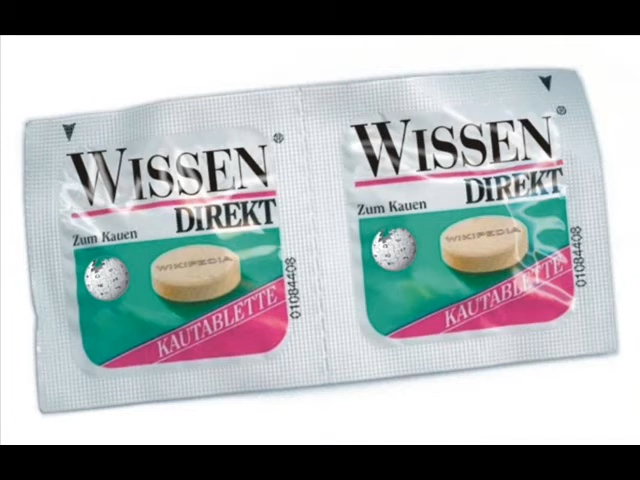 WISSEN®
DIREKT
Zum Kauen
WIKIPEDIA
KAUTABLETTE
01084408
WISSEN®
DIREKT
Zum Kauen
WIKIPEDIA
KAUTABLETTE
01084408